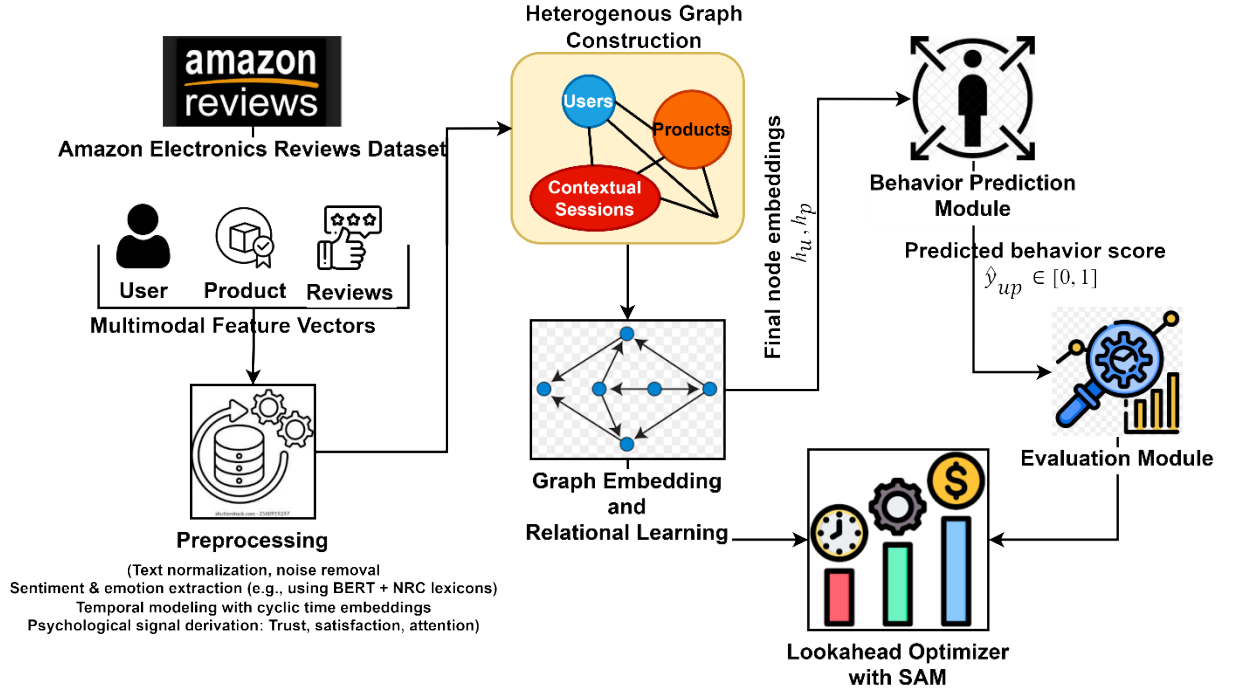 amazon
reviews
Amazon Electronics Reviews Dataset
User
Product
Reviews
Multimodal Feature Vectors
shutterstock.com · 2510919297
Preprocessing
(Text normalization, noise removal
Sentiment & emotion extraction (e.g., using BERT + NRC lexicons)
Temporal modeling with cyclic time embeddings
Psychological signal derivation: Trust, satisfaction, attention)
Heterogenous Graph
Construction
Users
Products
Contextual
Sessions
Graph Embedding
and
Relational Learning
Final node embeddings
h_u, h_p
Behavior Prediction
Module
Predicted behavior score
ŷ_up ∈ [0, 1]
Evaluation Module
$
Lookahead Optimizer
with SAM